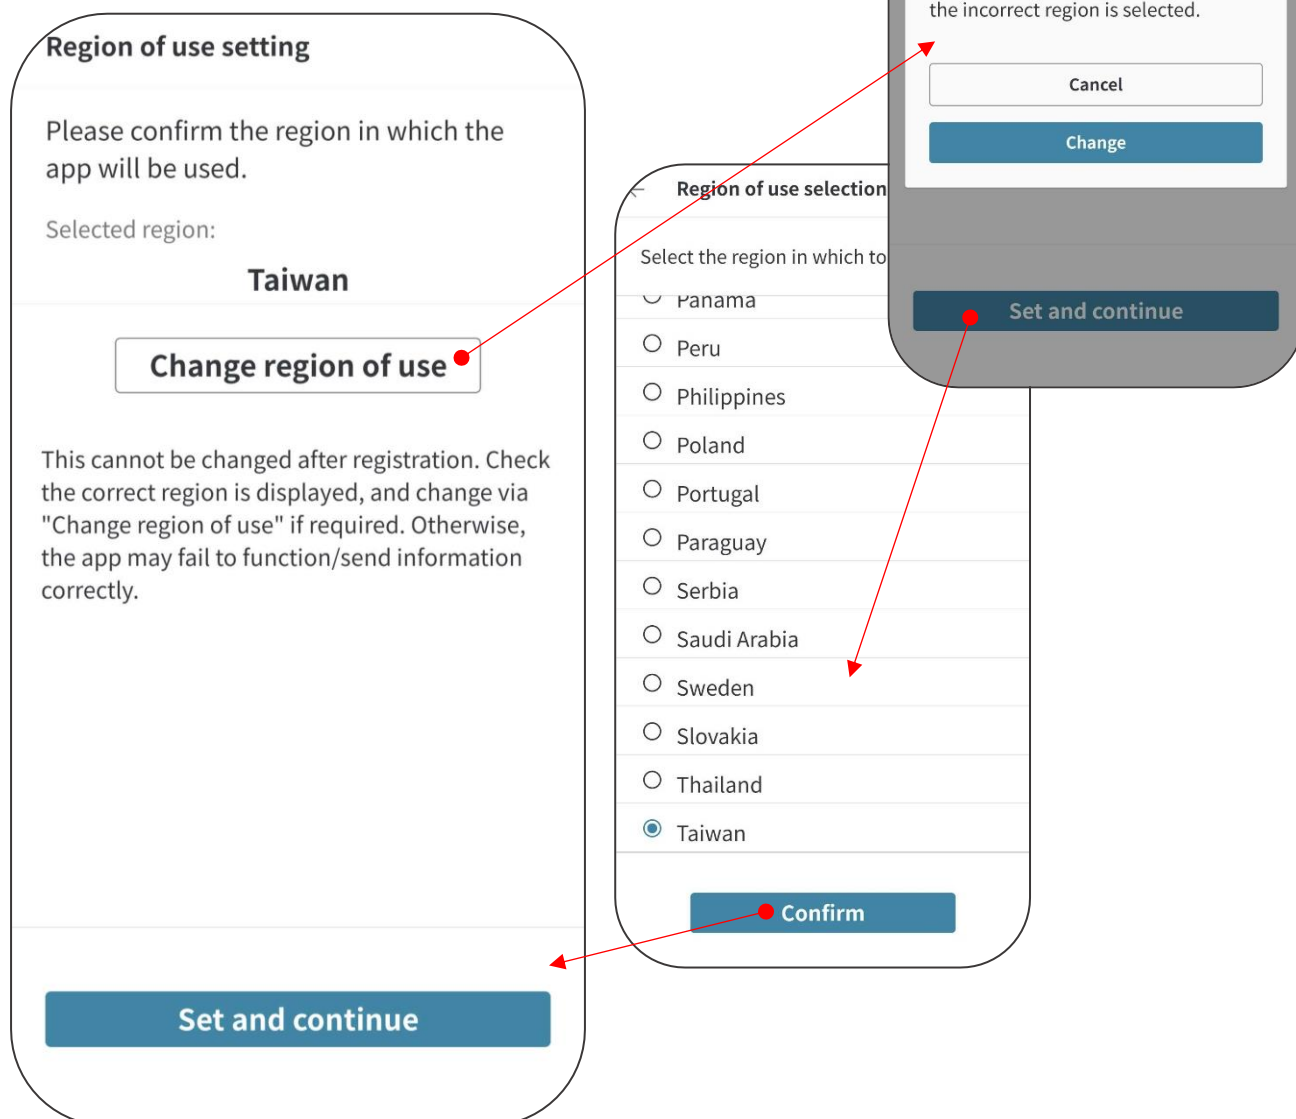 Region of use setting
Please confirm the region in which the
app will be used.
Selected region:
Taiwan
Change region of use
This cannot be changed after registration. Check
the correct region is displayed, and change via
"Change region of use" if required. Otherwise,
the app may fail to function/send information
correctly.
Set and continue
the incorrect region is selected.
Cancel
Change
Set and continue
Region of use selection
Select the region in which to
Panama
Peru
Philippines
Poland
Portugal
Paraguay
Serbia
Saudi Arabia
Sweden
Slovakia
Thailand
Taiwan
Confirm